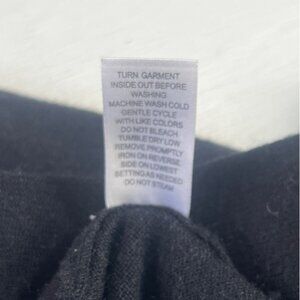 TURN GARMENT
INSIDE OUT BEFORE
WASHING
MACHINE WASH COLD
GENTLE CYCLE
WITH LIKE COLORS
DO NOT BLEACH
TUMBLE DRY LOW
REMOVE PROMPTLY
IRON ON REVERSE
SIDE ON LOWEST
SETTING AS NEEDED
DO NOT STEAM